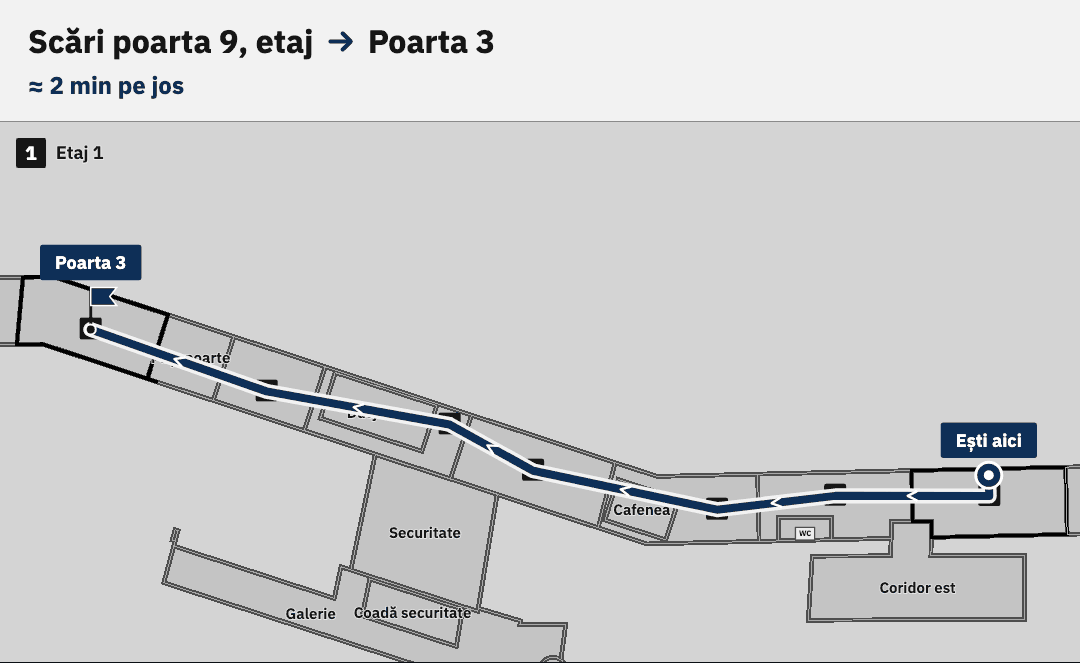 Scări poarta 9, etaj → Poarta 3
≈ 2 min pe jos
1 Etaj 1
Poarta 3
Ești aici
Cafenea
Securitate
WC
Coridor est
Galerie
Coadă securitate